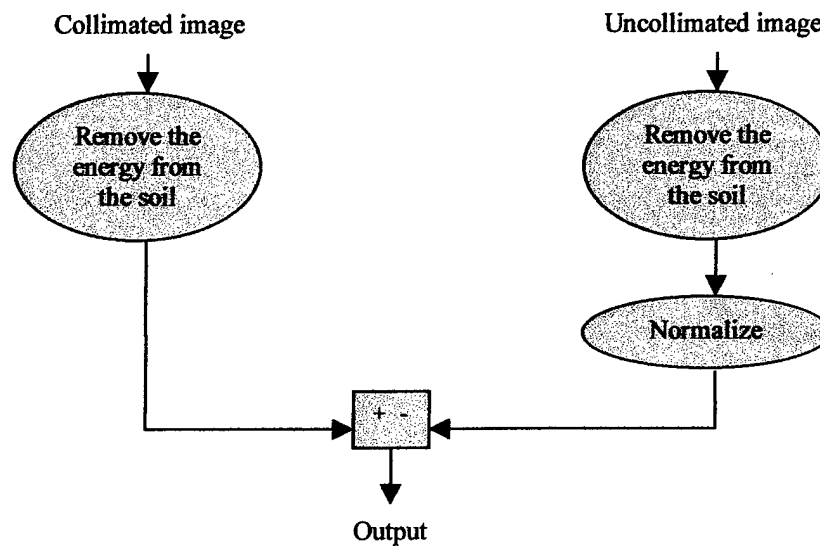 Collimated image
Uncollimated image
Remove the
energy from
the soil
Remove the
energy from
the soil
Normalize
+ -
Output